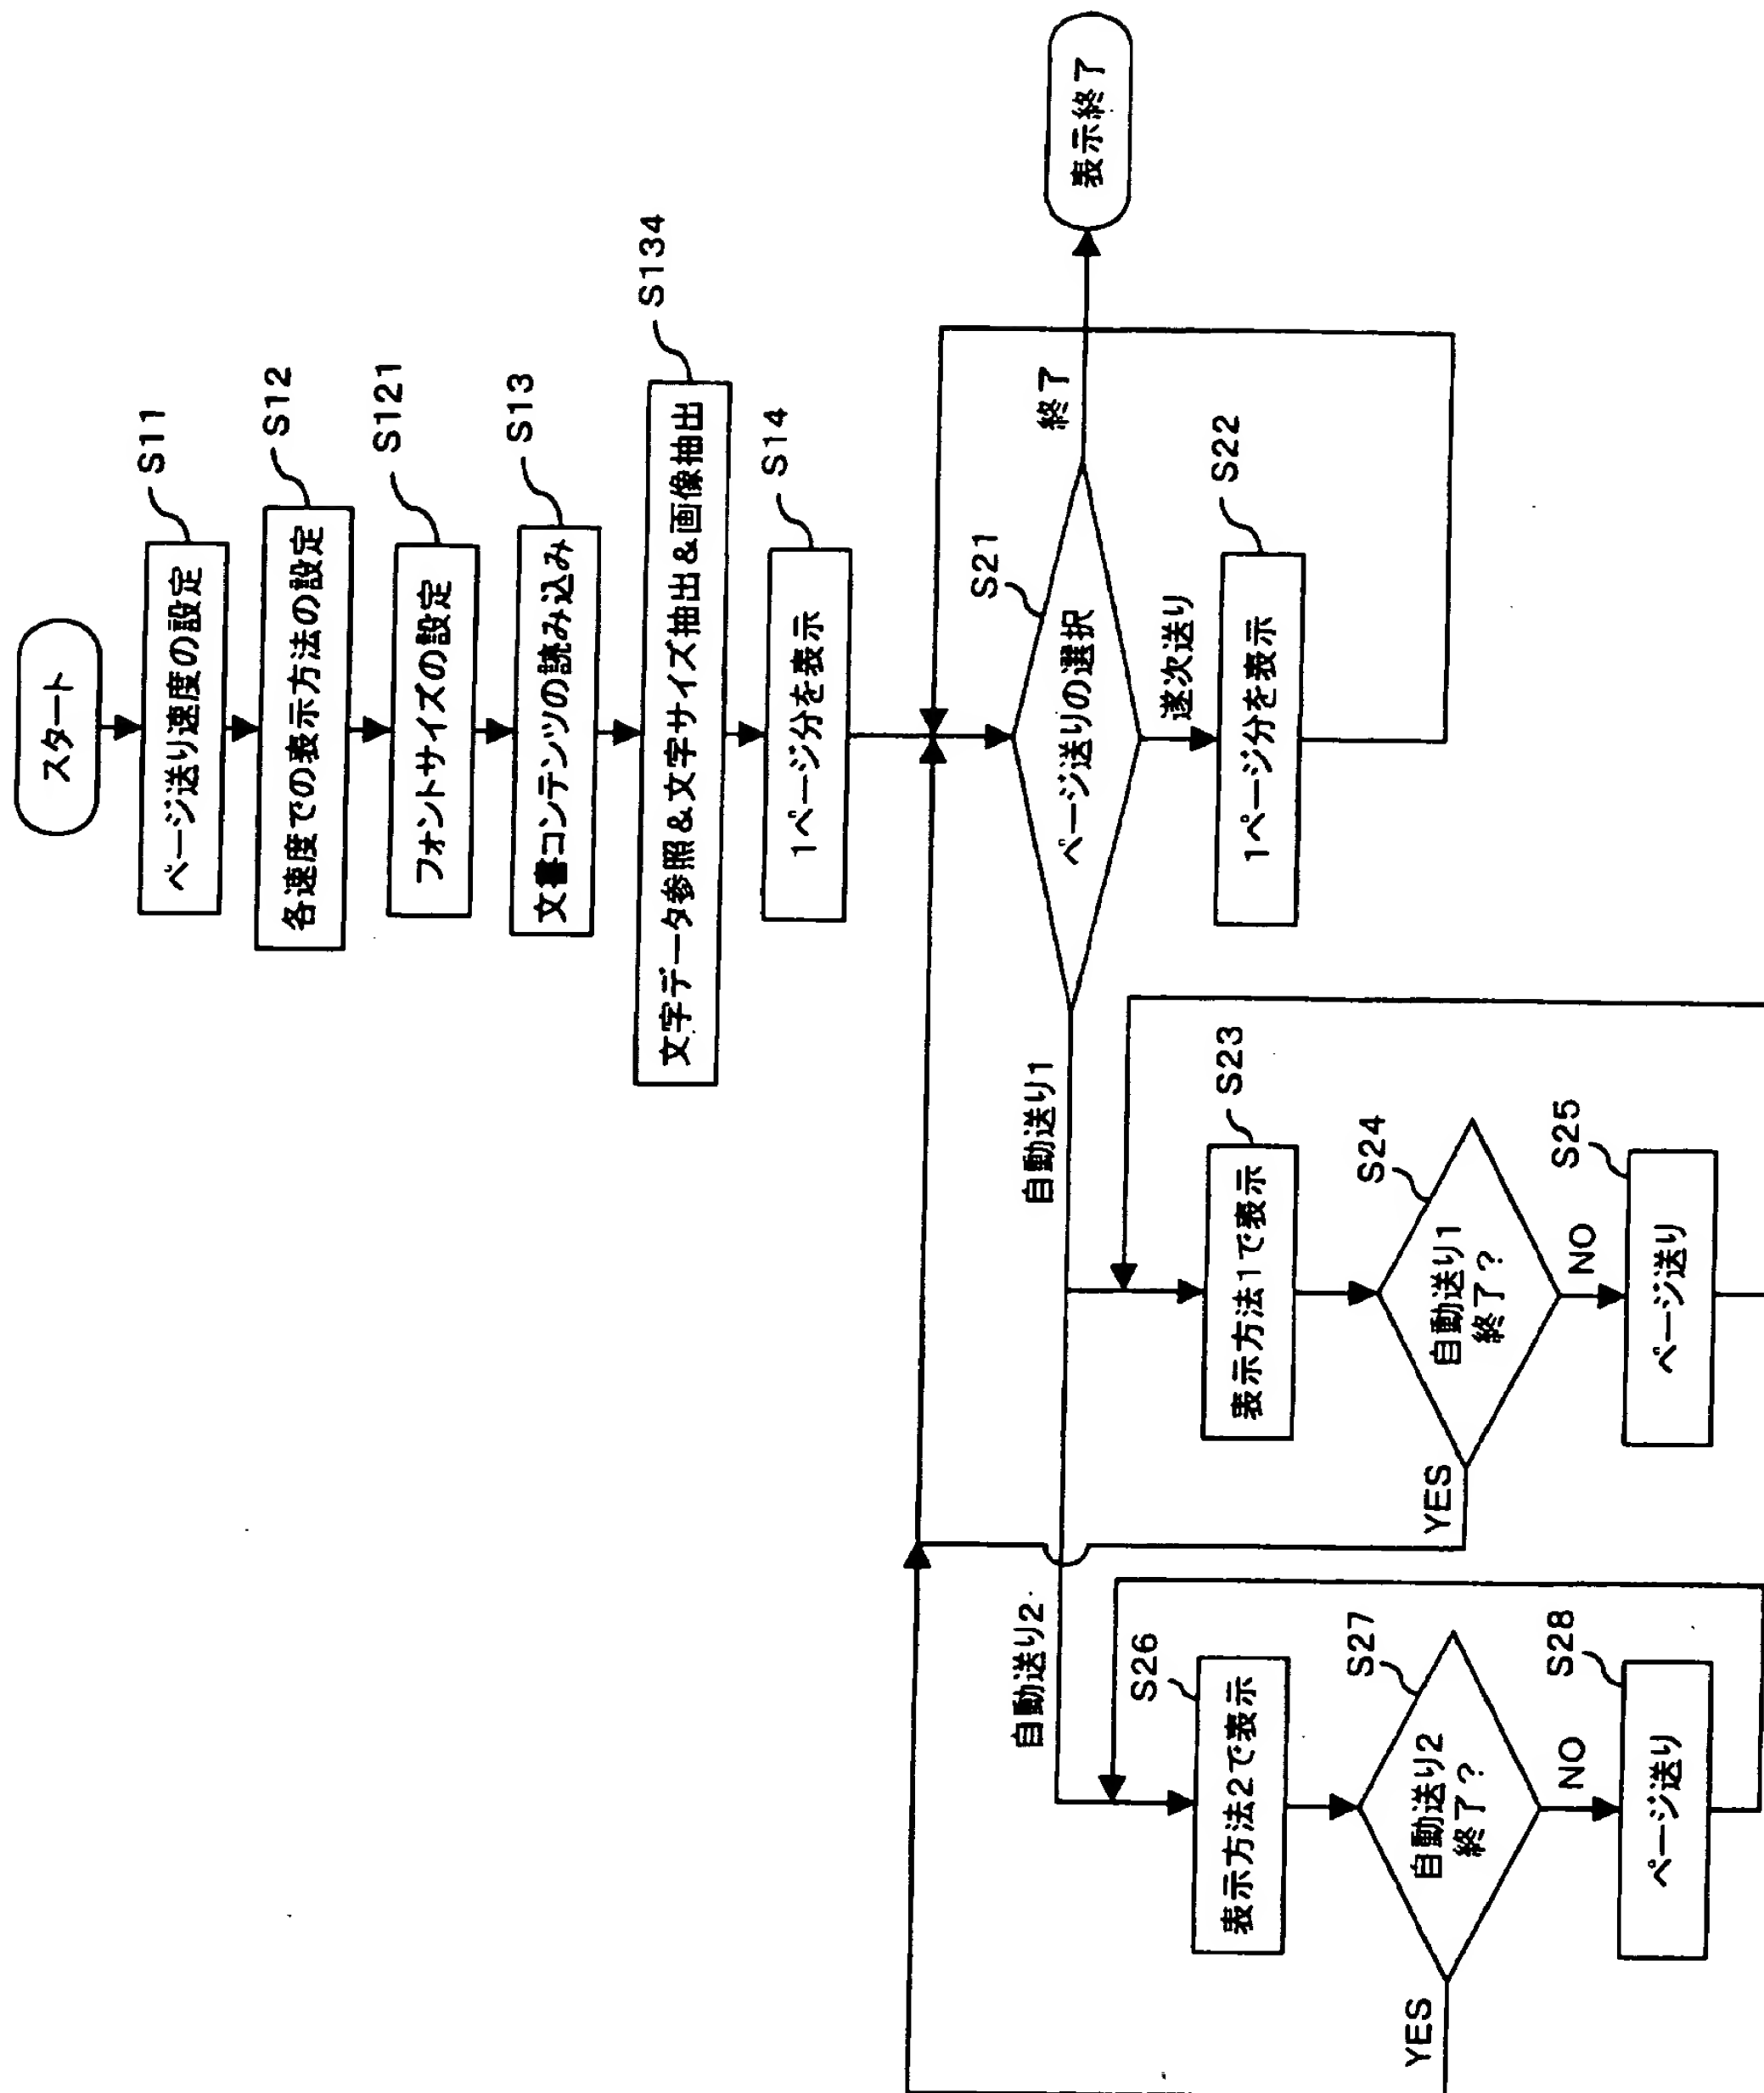 スタート
S11
ページ送り速度の設定
S12
各速度での表示方法の設定
S121
フォントサイズの設定
S13
文書コンテンツの読み込み
S134
文字データ参照&文字サイズ抽出&画像抽出
S14
1ページ分を表示
S21
ページ送りの選択
終了
表示終了
逐次送り
S22
1ページ分を表示
自動送り1
S23
表示方法1で表示
S24
自動送り1
終了?
YES
NO
S25
ページ送り
自動送り2
S26
表示方法2で表示
S27
自動送り2
終了?
YES
NO
S28
ページ送り